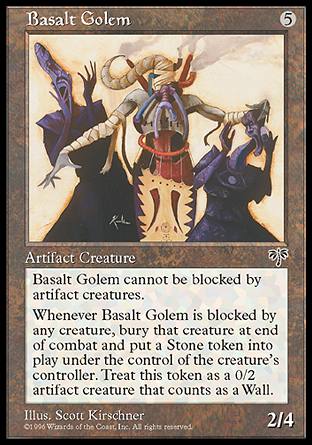 Basalt Golem 5
Artifact Creature
Basalt Golem cannot be blocked by
artifact creatures.
Whenever Basalt Golem is blocked by
any creature, bury that creature at end
of combat and put a Stone token into
play under the control of the creature's
controller. Treat this token as a 0/2
artifact creature that counts as a Wall.
Illus. Scott Kirschner
©1996 Wizards of the Coast, Inc. All rights reserved.
2/4